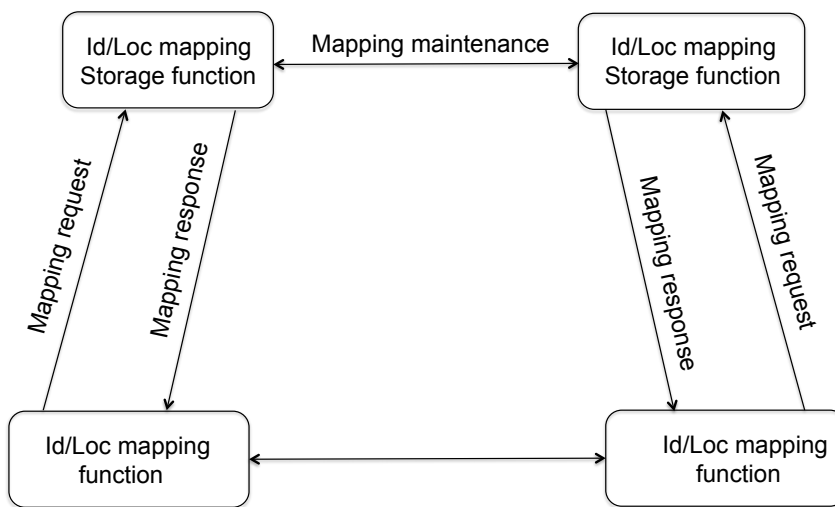 Id/Loc mapping
Storage function
Mapping maintenance
Id/Loc mapping
Storage function
Mapping request
Mapping response
Mapping response
Mapping request
Id/Loc mapping
function
Id/Loc mapping
function